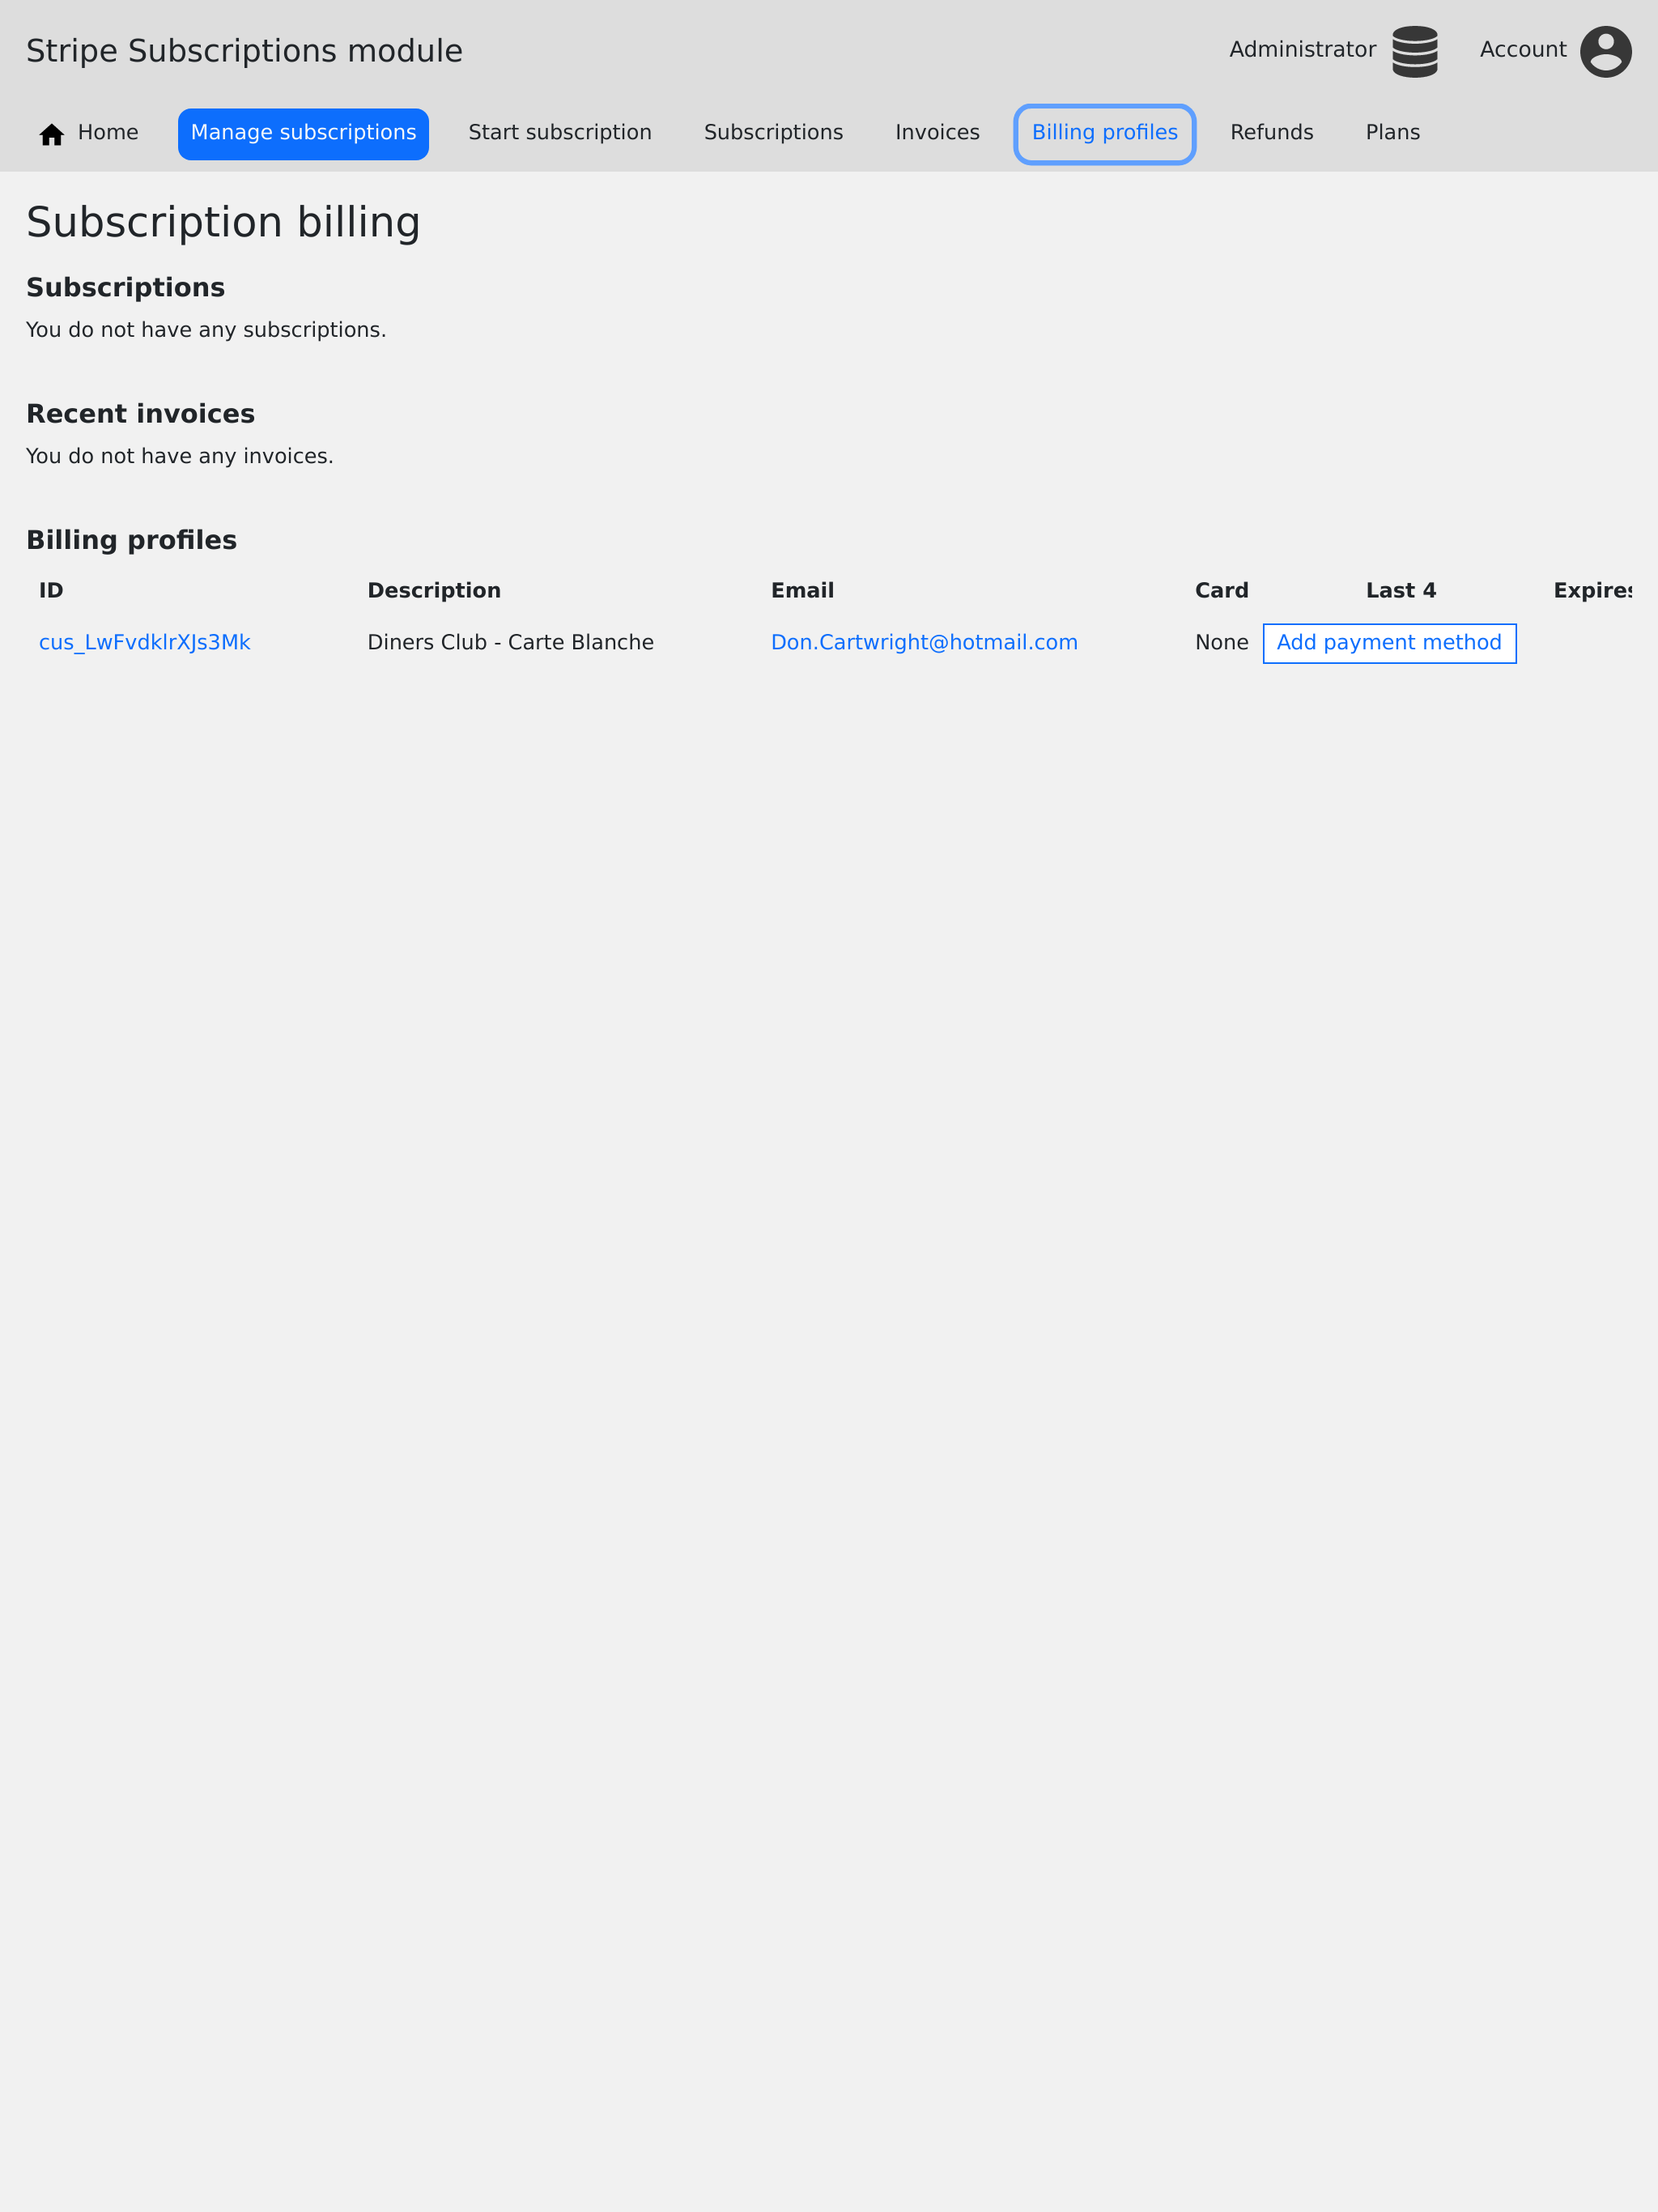 Stripe Subscriptions module
Administrator
Account
Home Manage subscriptions Start subscription Subscriptions Invoices Billing profiles Refunds Plans
Subscription billing
Subscriptions
You do not have any subscriptions.
Recent invoices
You do not have any invoices.
Billing profiles
ID Description Email Card Last 4 Expires
cus_LwFvdklrXJs3Mk Diners Club - Carte Blanche Don.Cartwright@hotmail.com None Add payment method